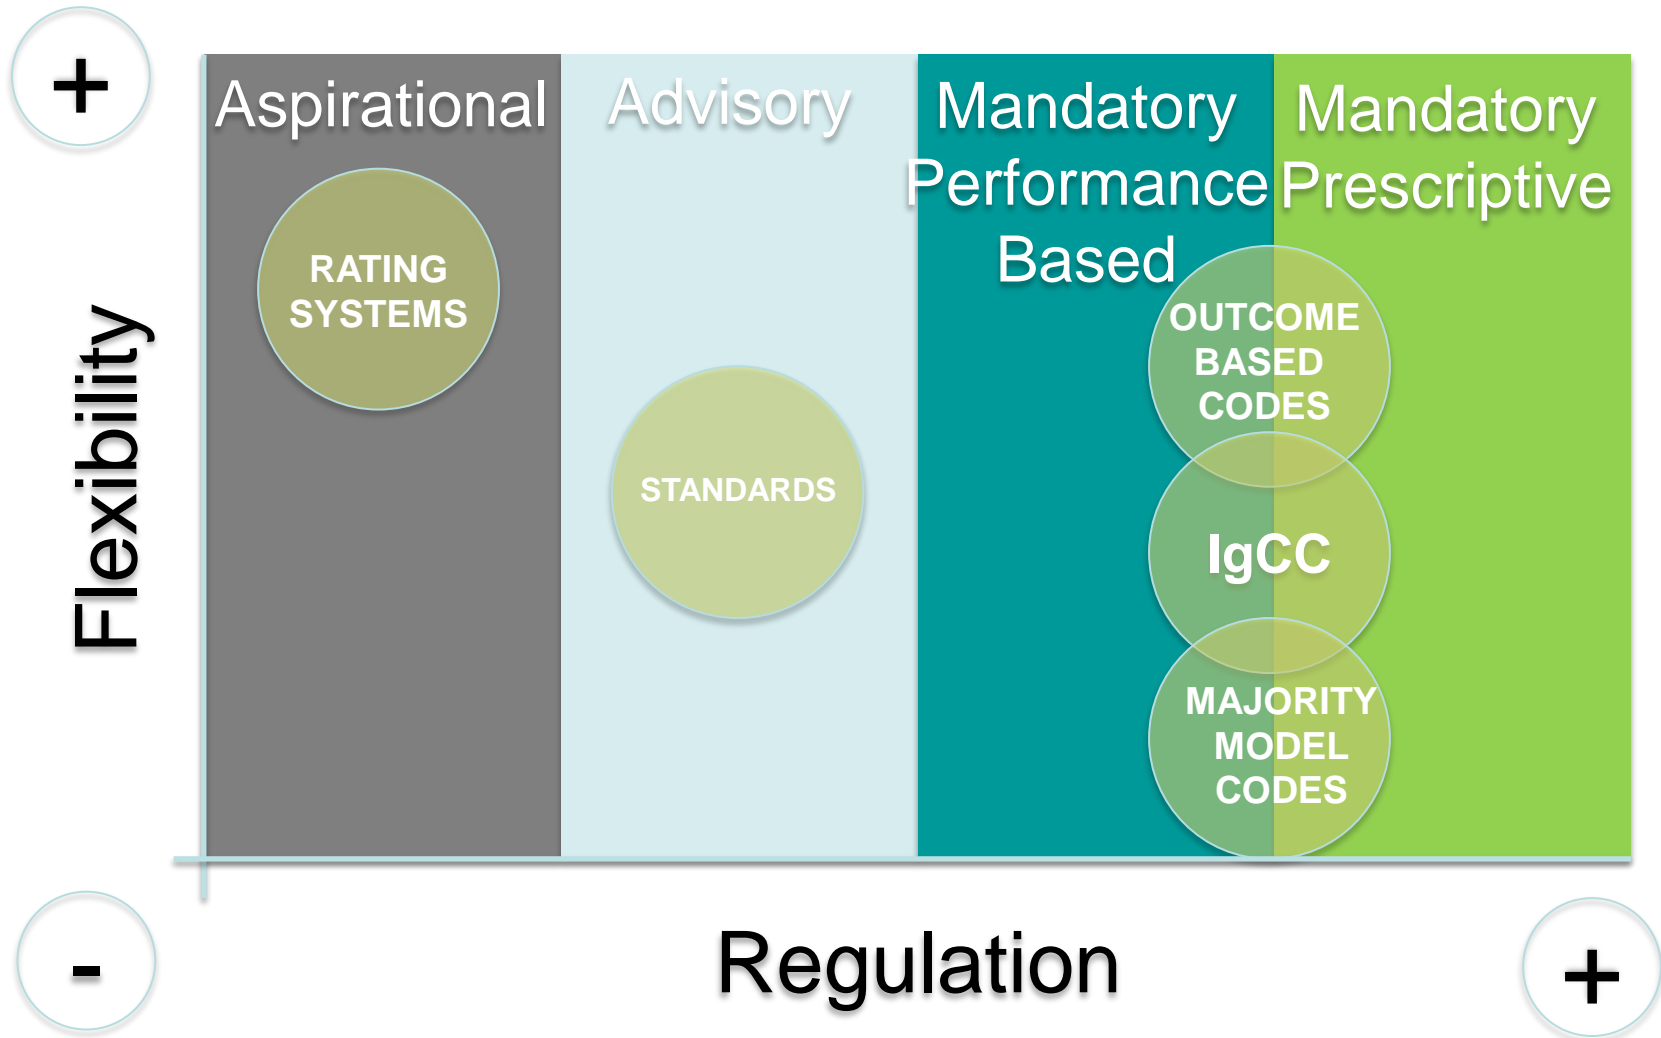 +
Aspirational
Advisory
Mandatory
Performance
Based
Mandatory
Prescriptive
RATING
SYSTEMS
STANDARDS
OUTCOME
BASED
CODES
IgCC
MAJORITY
MODEL
CODES
Flexibility
-
Regulation
+